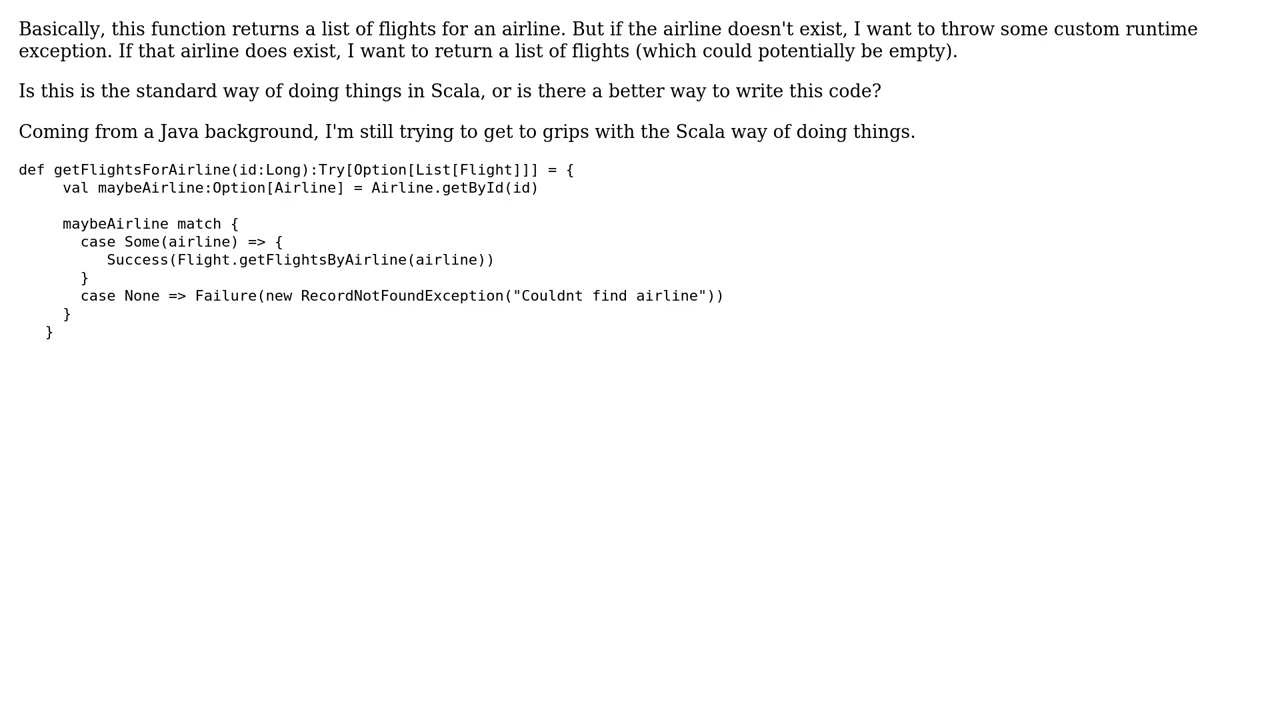 Basically, this function returns a list of flights for an airline. But if the airline doesn't exist, I want to throw some custom runtime
exception. If that airline does exist, I want to return a list of flights (which could potentially be empty).
Is this is the standard way of doing things in Scala, or is there a better way to write this code?
Coming from a Java background, I'm still trying to get to grips with the Scala way of doing things.
def getFlightsForAirline(id:Long):Try[Option[List[Flight]]] = {
     val maybeAirline:Option[Airline] = Airline.getById(id)
     maybeAirline match {
       case Some(airline) => {
          Success(Flight.getFlightsByAirline(airline))
       }
       case None => Failure(new RecordNotFoundException("Couldnt find airline"))
     }
   }